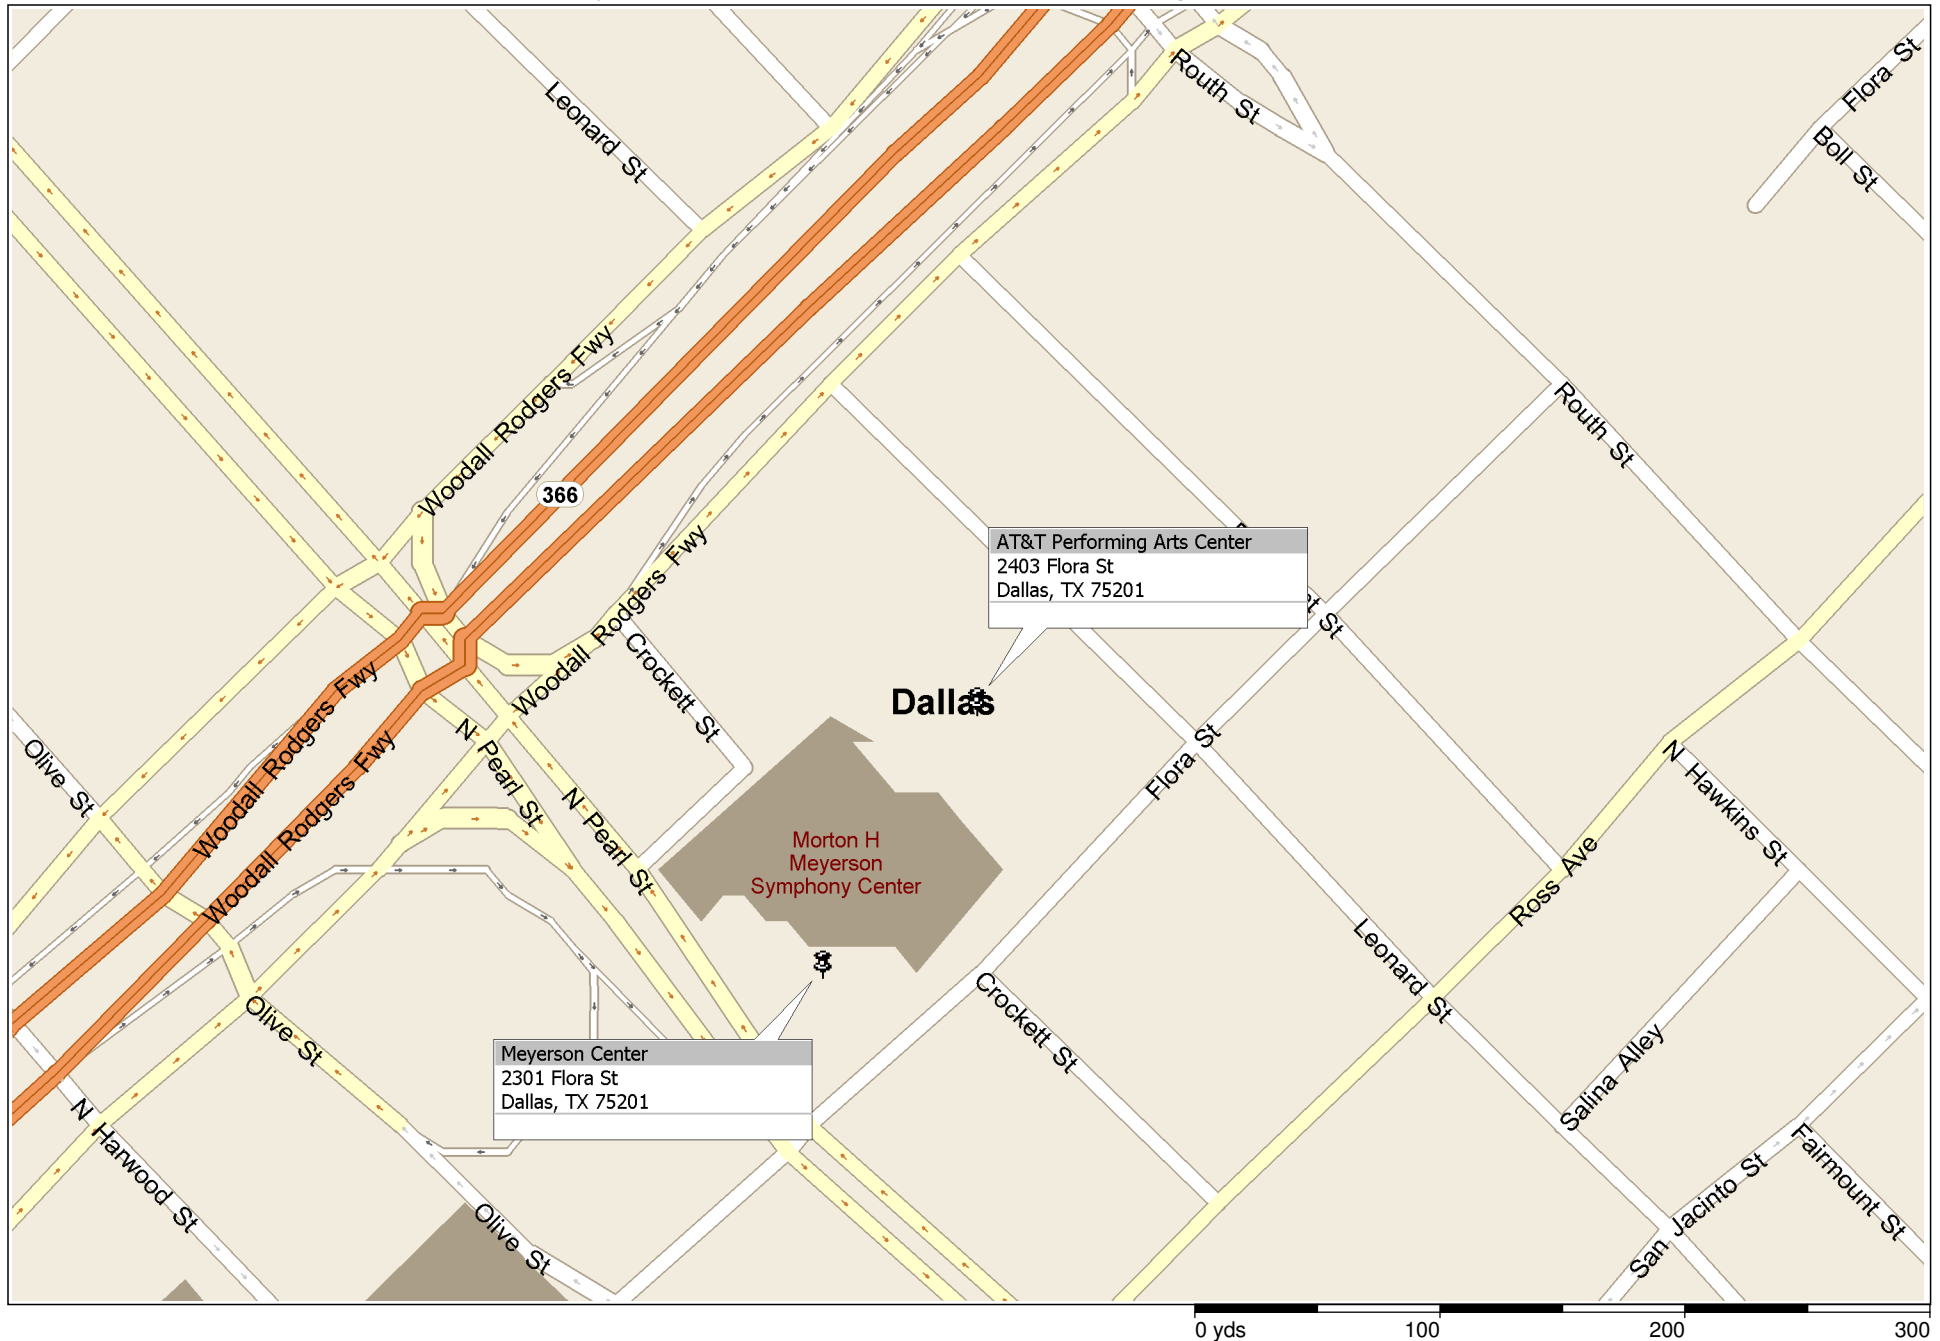 Leonard St
Routh St
Flora St
Boll St
Woodall Rodgers Fwy
366
Routh St
AT&T Performing Arts Center
2403 Flora St
Dallas, TX 75201
St
Woodall Rodgers Fwy
Crockett St
Dallas
Woodall Rodgers Fwy
Woodall Rodgers Fwy
N Pearl St
N Pearl St
Olive St
Flora St
N Hawkins St
Morton H
Meyerson
Symphony Center
Ross Ave
Leonard St
Crockett St
Olive St
Meyerson Center
2301 Flora St
Dallas, TX 75201
Salina Alley
N Harwood St
Olive St
San Jacinto St
Fairmount St
0 yds
100
200
300